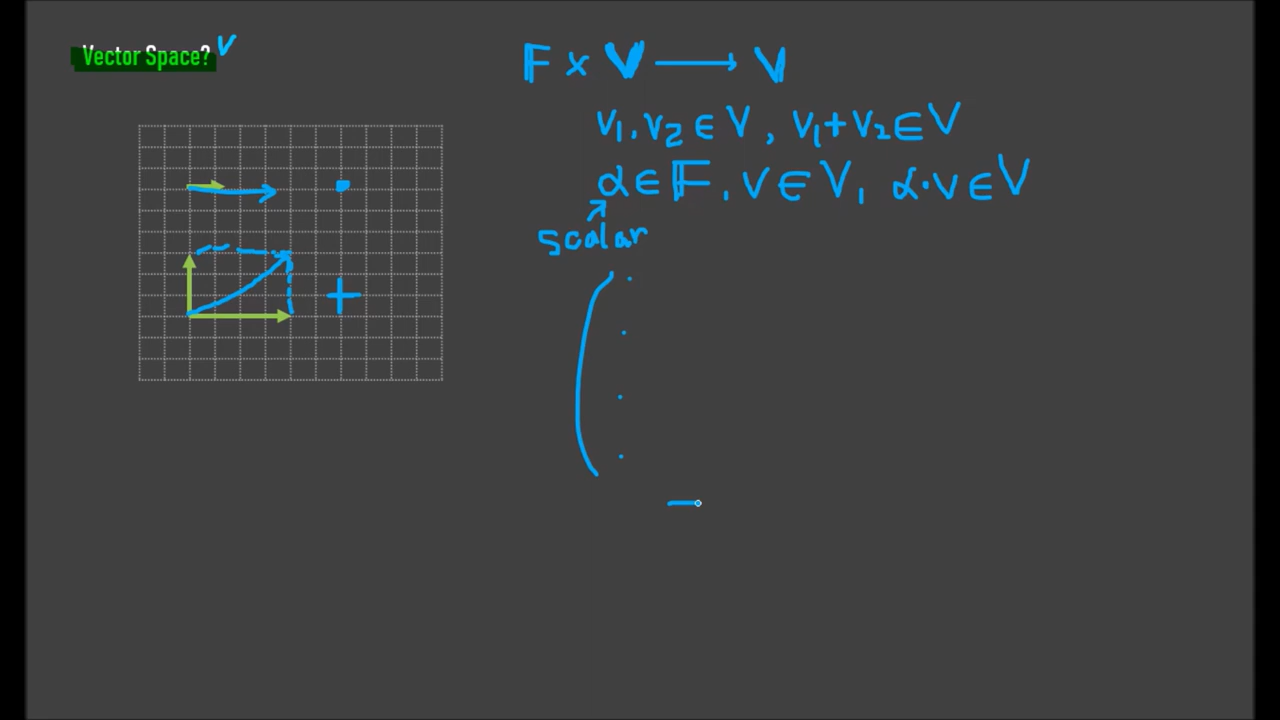 Vector Space? V
𝔽 × V ⟶ V
v₁, v₂ ∈ V, v₁+v₂ ∈ V
α ∈ 𝔽, v ∈ V, α·v ∈ V
scalar
·
+